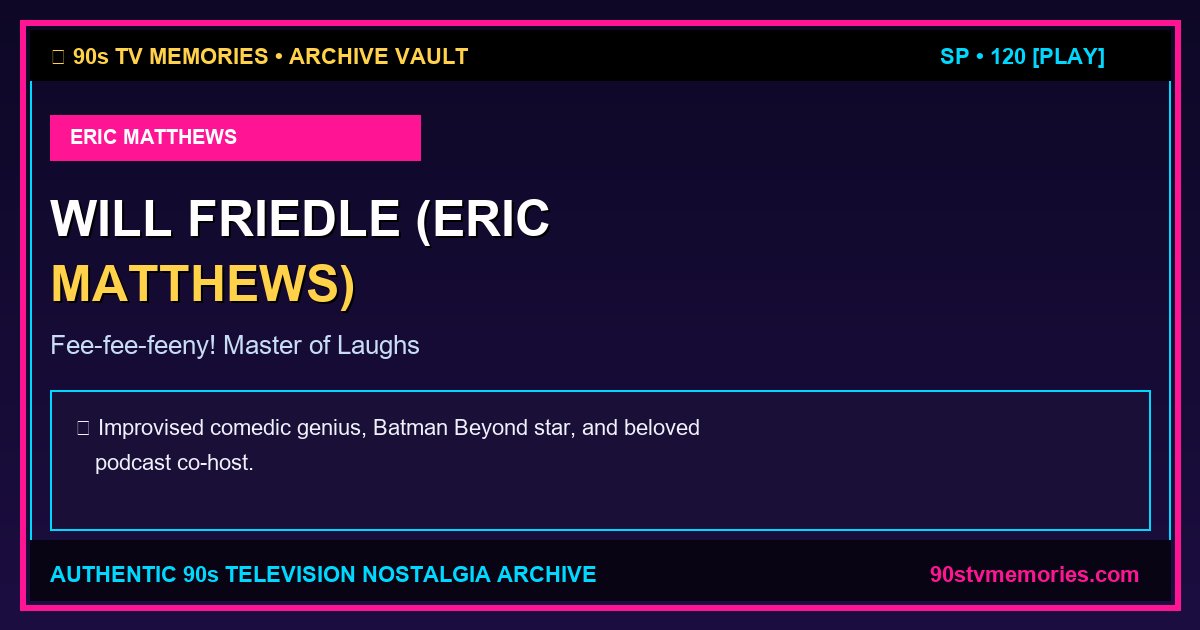 90s TV MEMORIES • ARCHIVE VAULT
SP • 120 [PLAY]
ERIC MATTHEWS
WILL FRIEDLE (ERIC
MATTHEWS)
Fee-fee-feeny! Master of Laughs
Improvised comedic genius, Batman Beyond star, and beloved
podcast co-host.
AUTHENTIC 90s TELEVISION NOSTALGIA ARCHIVE
90stvmemories.com